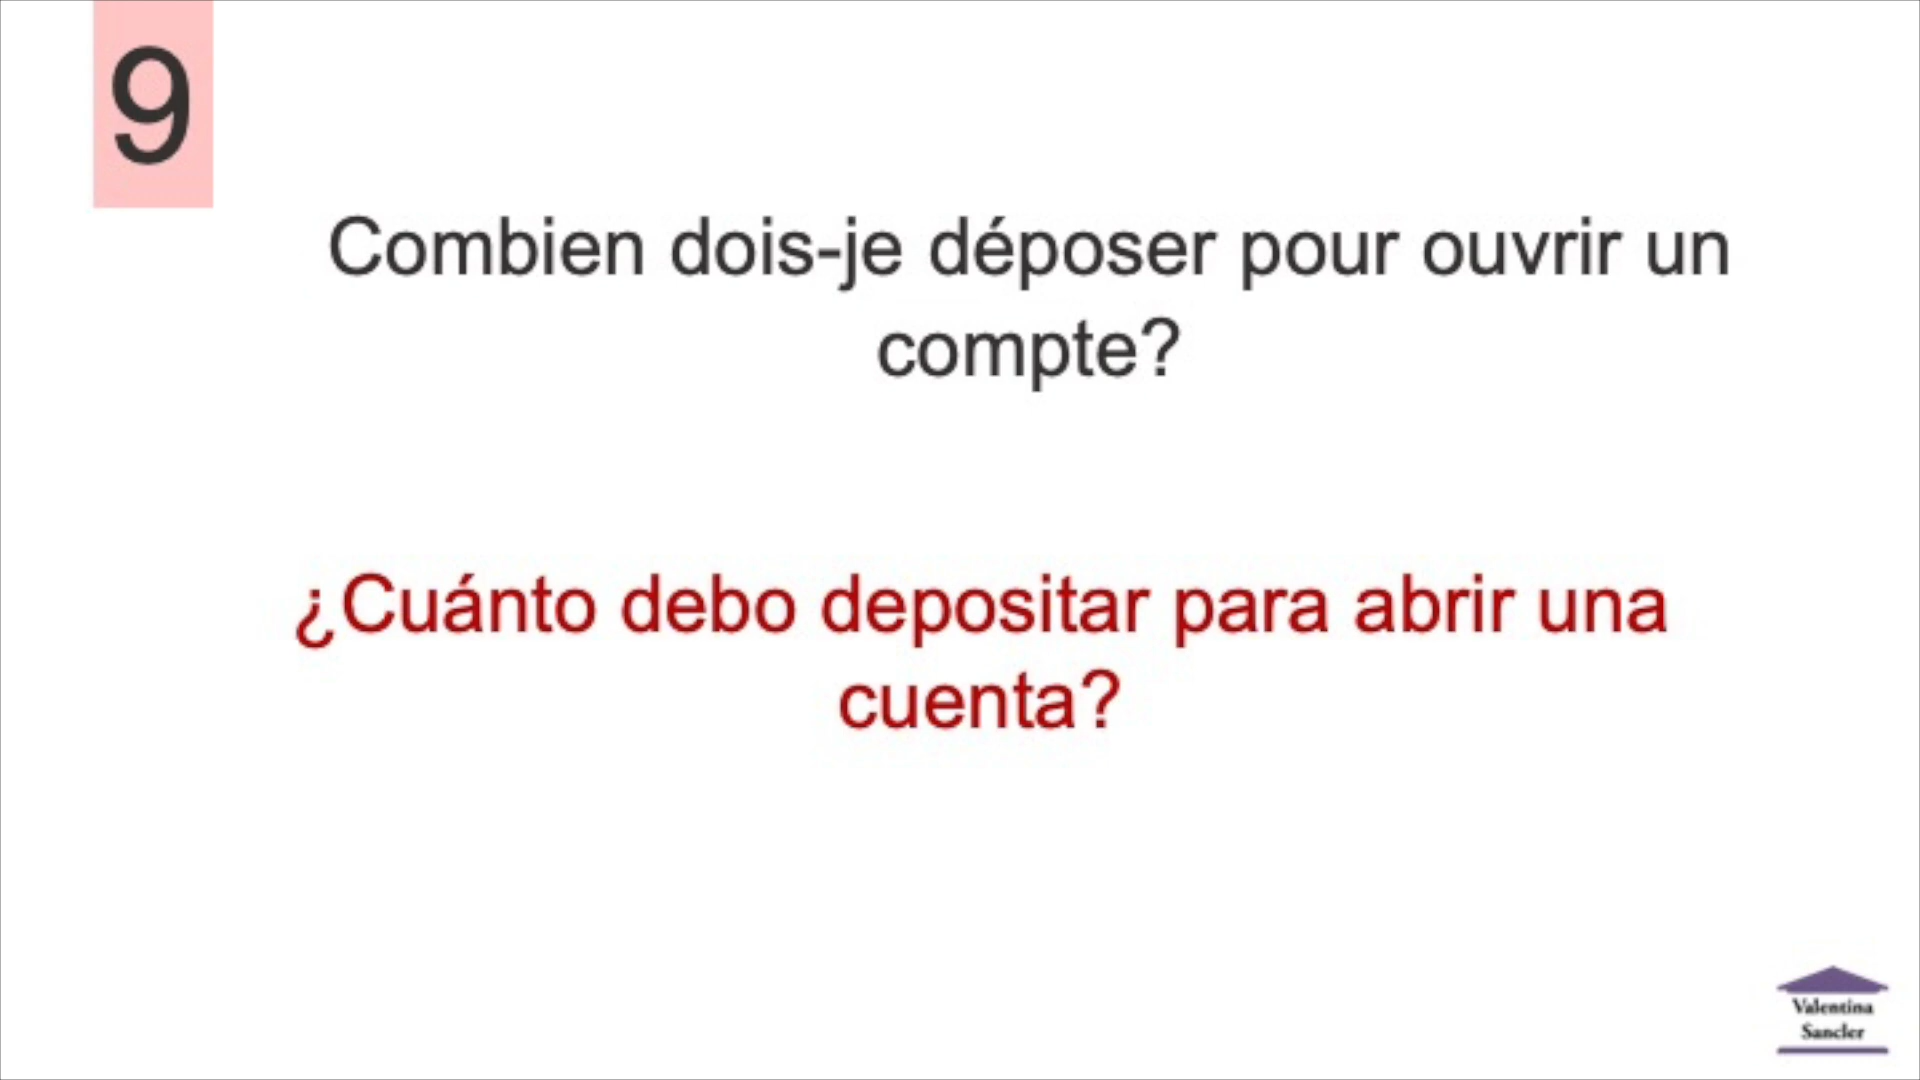 9
Combien dois-je déposer pour ouvrir un
compte?
¿Cuánto debo depositar para abrir una
cuenta?
Valentina
Sancler